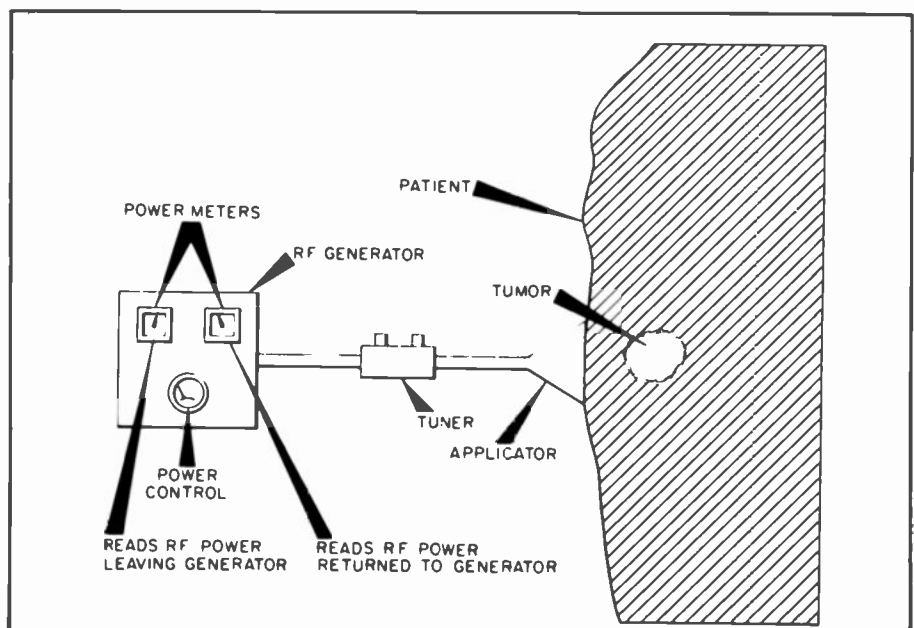 PATIENT
POWER METERS
RF GENERATOR
TUMOR
TUNER
APPLICATOR
POWER
CONTROL
READS RF POWER
LEAVING GENERATOR
READS RF POWER
RETURNED TO GENERATOR